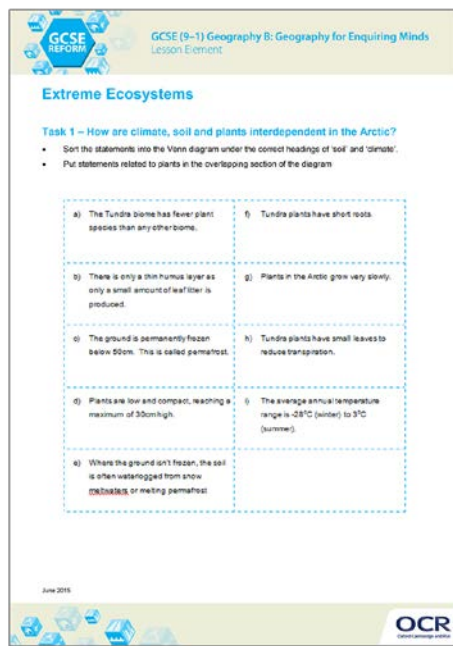 GCSE
REFORM
GCSE (9–1) Geography B: Geography for Enquiring Minds
Lesson Element
Extreme Ecosystems
Task 1 – How are climate, soil and plants interdependent in the Arctic?
• Sort the statements into the Venn diagram under the correct headings of 'soil' and 'climate'.
• Put statements related to plants in the overlapping section of the diagram
a) The Tundra biome has fewer plant
species than any other biome.
f) Tundra plants have short roots.
b) There is only a thin humus layer as
only a small amount of leaf litter is
produced.
g) Plants in the Arctic grow very slowly.
c) The ground is permanently frozen
below 50cm. This is called permafrost.
h) Tundra plants have small leaves to
reduce transpiration.
d) Plants are low and compact, reaching a
maximum of 30cm high.
i) The average annual temperature
range is -28°C (winter) to 3°C
(summer).
e) Where the ground isn't frozen, the soil
is often waterlogged from snow
meltwaters or melting permafrost
June 2015
OCR
Oxford Cambridge and RSA